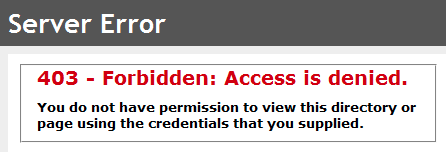 Server Error
403 - Forbidden: Access is denied.
You do not have permission to view this directory or
page using the credentials that you supplied.